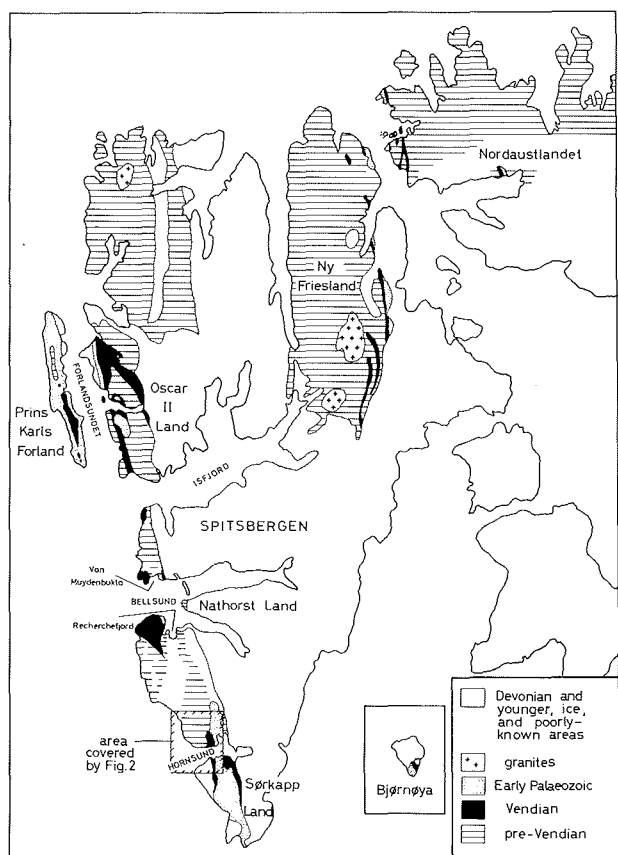 Nordaustlandet
Ny
Friesland
Oscar
II
Land
FORLANDSUNDET
Prins
Karls
Forland
ISFJORD
SPITSBERGEN
Van
Muydenbukta
BELLSUND
Nathorst Land
Recherchefjord
area
covered
by Fig.2
HORNSUND
Sørkapp
Land
Bjørnøya
Devonian and
younger, ice,
and poorly-
known areas
granites
Early Palaeozoic
Vendian
pre-Vendian